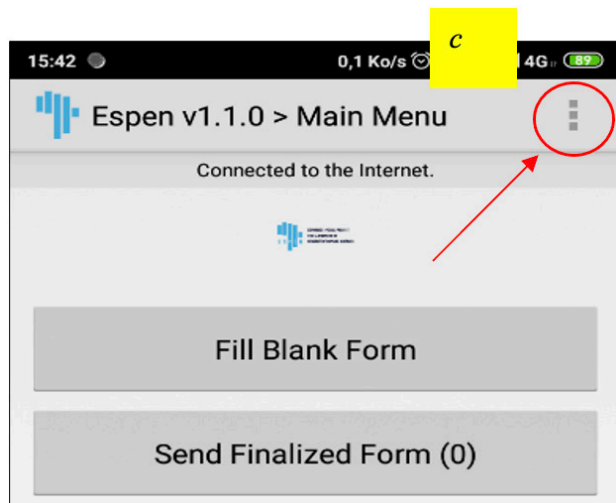 c
15:42 0,1 Ko/s 4G 89
Espen v1.1.0 > Main Menu
Connected to the Internet.
Fill Blank Form
Send Finalized Form (0)